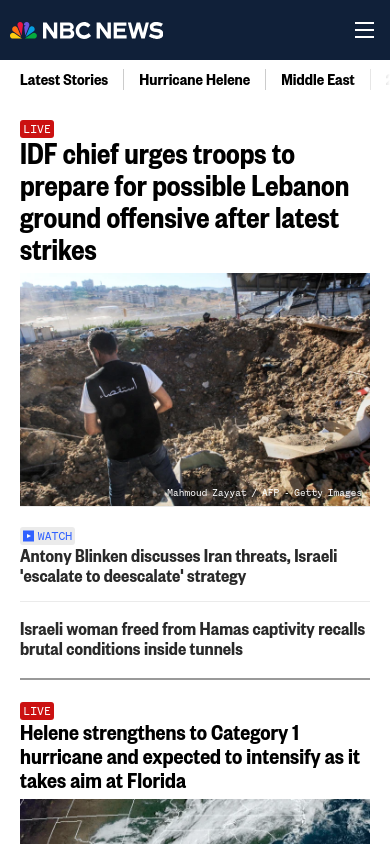 NBC NEWS
Latest Stories
Hurricane Helene
Middle East
LIVE
IDF chief urges troops to
prepare for possible Lebanon
ground offensive after latest
strikes
استقصاء
Mahmoud Zayyat / AFP - Getty Images
WATCH
Antony Blinken discusses Iran threats, Israeli
'escalate to deescalate' strategy
Israeli woman freed from Hamas captivity recalls
brutal conditions inside tunnels
LIVE
Helene strengthens to Category 1
hurricane and expected to intensify as it
takes aim at Florida